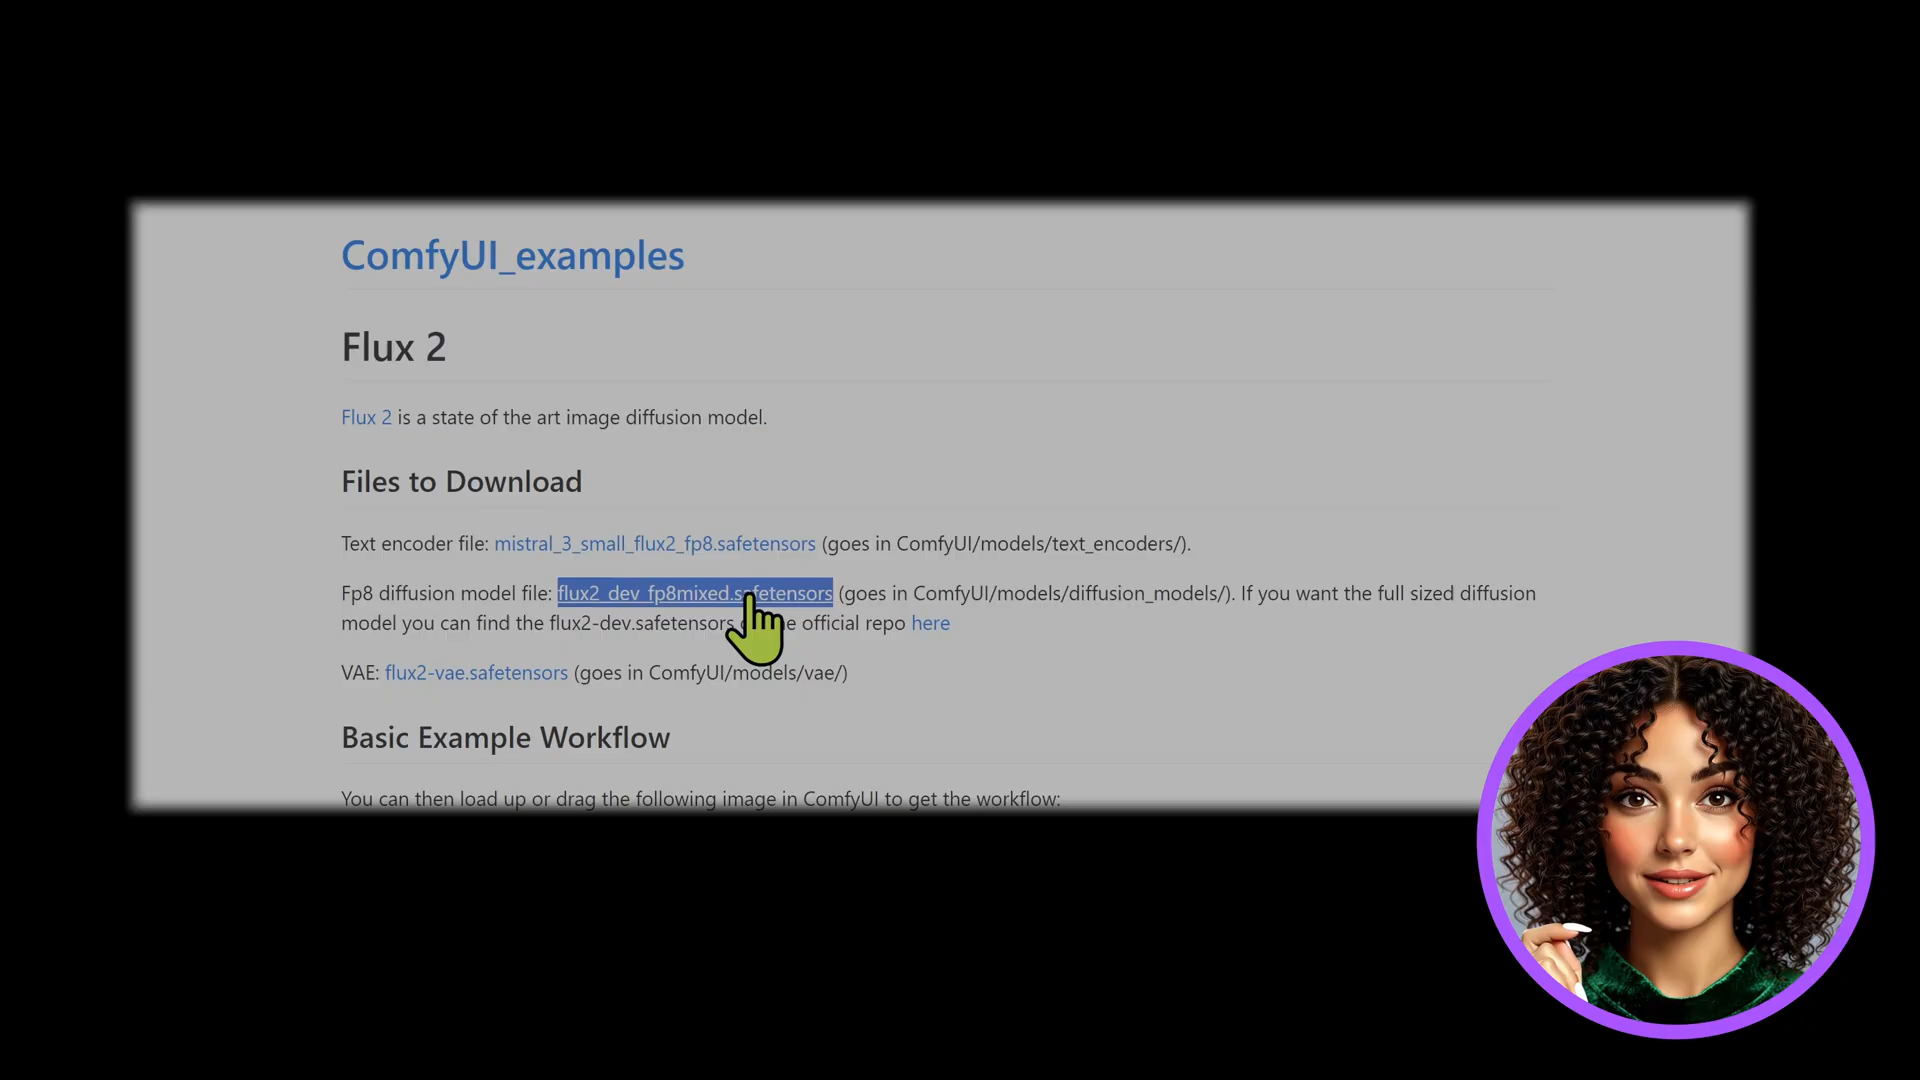 ComfyUI_examples
Flux 2
Flux 2 is a state of the art image diffusion model.
Files to Download
Text encoder file: mistral_3_small_flux2_fp8.safetensors (goes in ComfyUI/models/text_encoders/).
Fp8 diffusion model file: flux2_dev_fp8mixed.safetensors (goes in ComfyUI/models/diffusion_models/). If you want the full sized diffusion
model you can find the flux2-dev.safetensors official repo here
VAE: flux2-vae.safetensors (goes in ComfyUI/models/vae/)
Basic Example Workflow
You can then load up or drag the following image in ComfyUI to get the workflow: